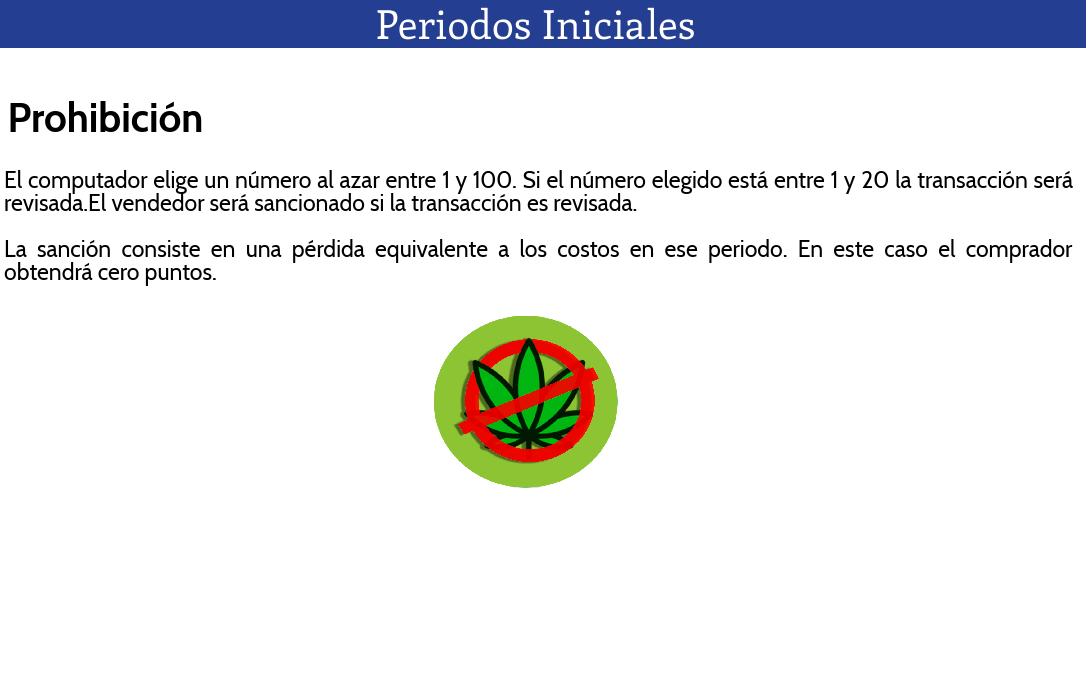 Periodos Iniciales
Prohibición
El computador elige un número al azar entre 1 y 100. Si el número elegido está entre 1 y 20 la transacción será
revisada.El vendedor será sancionado si la transacción es revisada.
La sanción consiste en una pérdida equivalente a los costos en ese periodo. En este caso el comprador
obtendrá cero puntos.